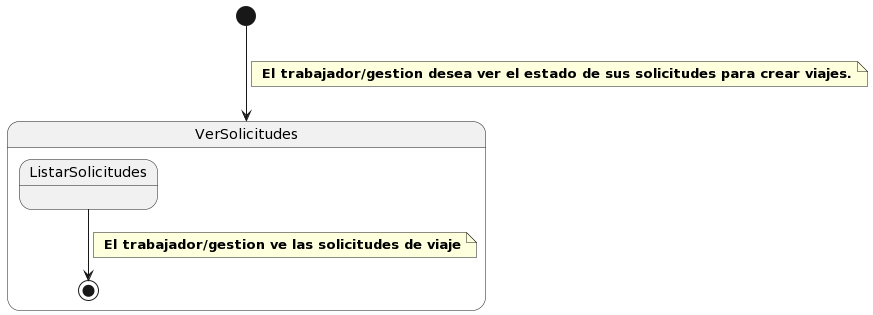 El trabajador/gestion desea ver el estado de sus solicitudes para crear viajes.
VerSolicitudes
ListarSolicitudes
El trabajador/gestion ve las solicitudes de viaje